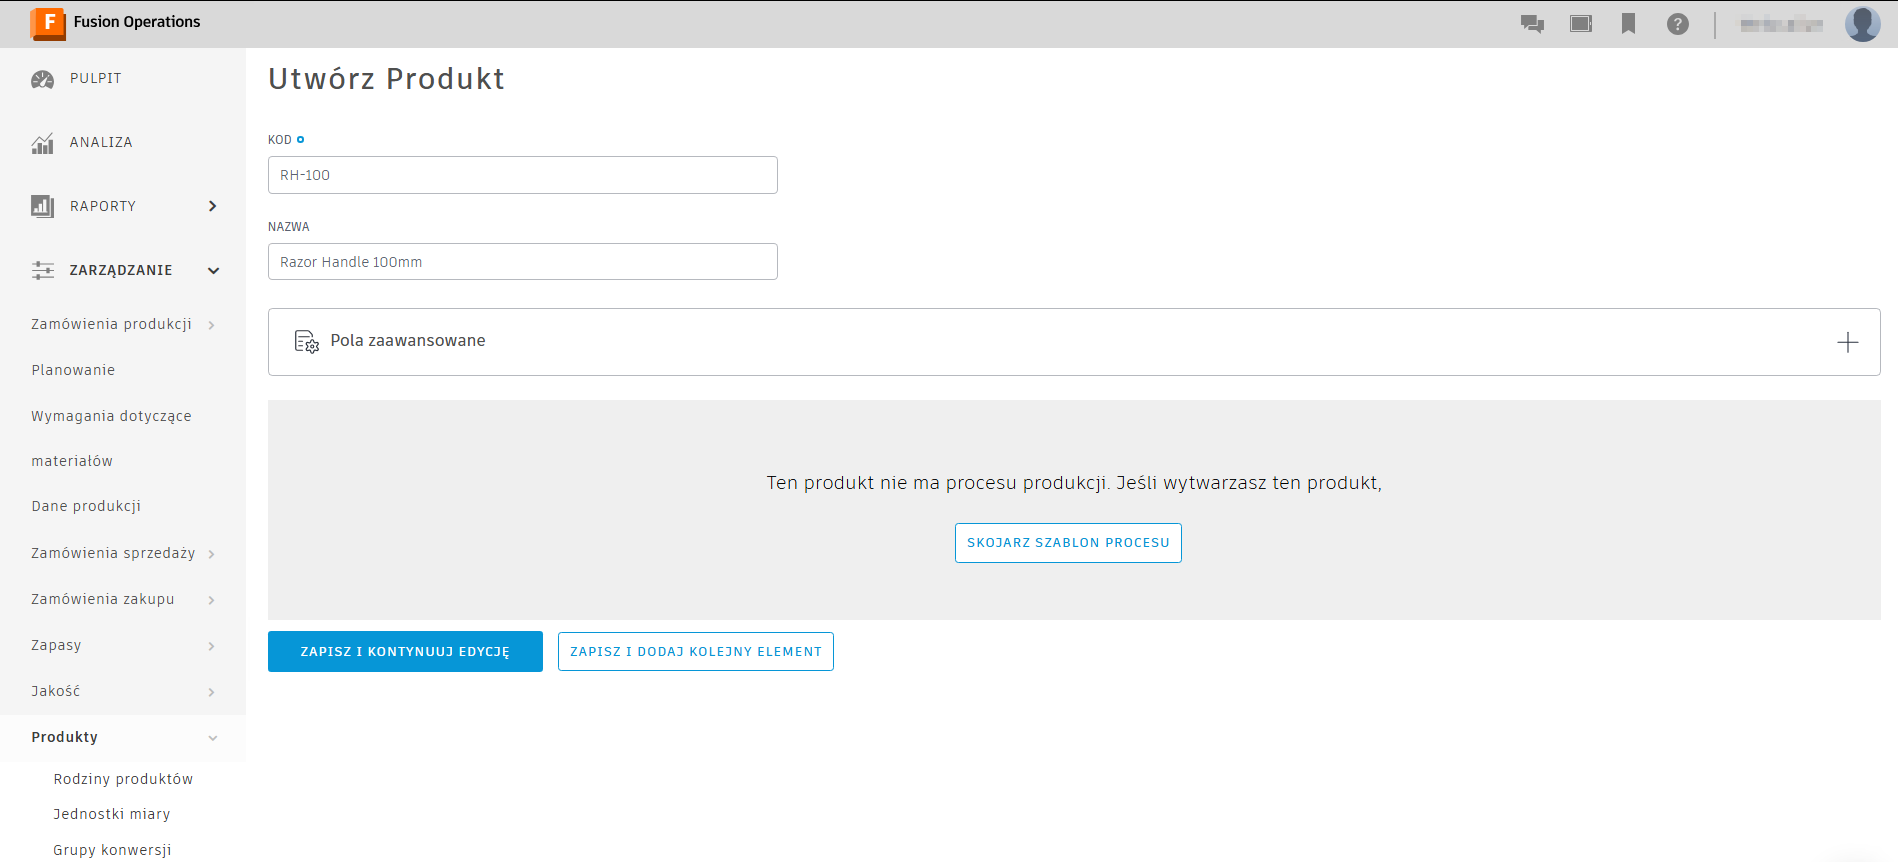 F Fusion Operations
?
PULPIT
ANALIZA
RAPORTY
ZARZĄDZANIE
Zamówienia produkcji
Planowanie
Wymagania dotyczące
materiałów
Dane produkcji
Zamówienia sprzedaży
Zamówienia zakupu
Zapasy
Jakość
Produkty
Rodziny produktów
Jednostki miary
Grupy konwersji
Utwórz Produkt
KOD
RH-100
NAZWA
Razor Handle 100mm
Pola zaawansowane
Ten produkt nie ma procesu produkcji. Jeśli wytwarzasz ten produkt,
SKOJARZ SZABLON PROCESU
ZAPISZ I KONTYNUUJ EDYCJĘ
ZAPISZ I DODAJ KOLEJNY ELEMENT